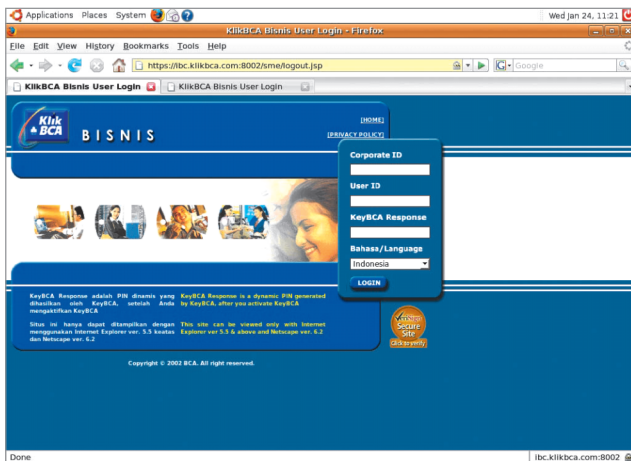 Applications Places System Wed Jan 24, 11:21
KlikBCA Bisnis User Login - Firefox
File Edit View History Bookmarks Tools Help
https://ibc.klikbca.com:8002/sme/logout.jsp Google
KlikBCA Bisnis User Login KlikBCA Bisnis User Login
Klik
BCA
BISNIS
[HOME]
[PRIVACY POLICY]
Corporate ID
User ID
KeyBCA Response
Bahasa/Language
Indonesia
LOGIN
KeyBCA Response adalah PIN dinamis yang
dihasilkan oleh KeyBCA, setelah Anda
mengaktifkan KeyBCA
KeyBCA Response is a dynamic PIN generated
by KeyBCA, after you activate KeyBCA
Situs ini hanya dapat ditampilkan dengan
menggunakan Internet Explorer ver. 5.5 keatas
dan Netscape ver. 6.2
This site can be viewed only with Internet
Explorer ver 5.5 & above and Netscape ver. 6.2
VeriSign
Secure
Site
Click to verify
Copyright © 2002 BCA. All right reserved.
Done ibc.klikbca.com:8002